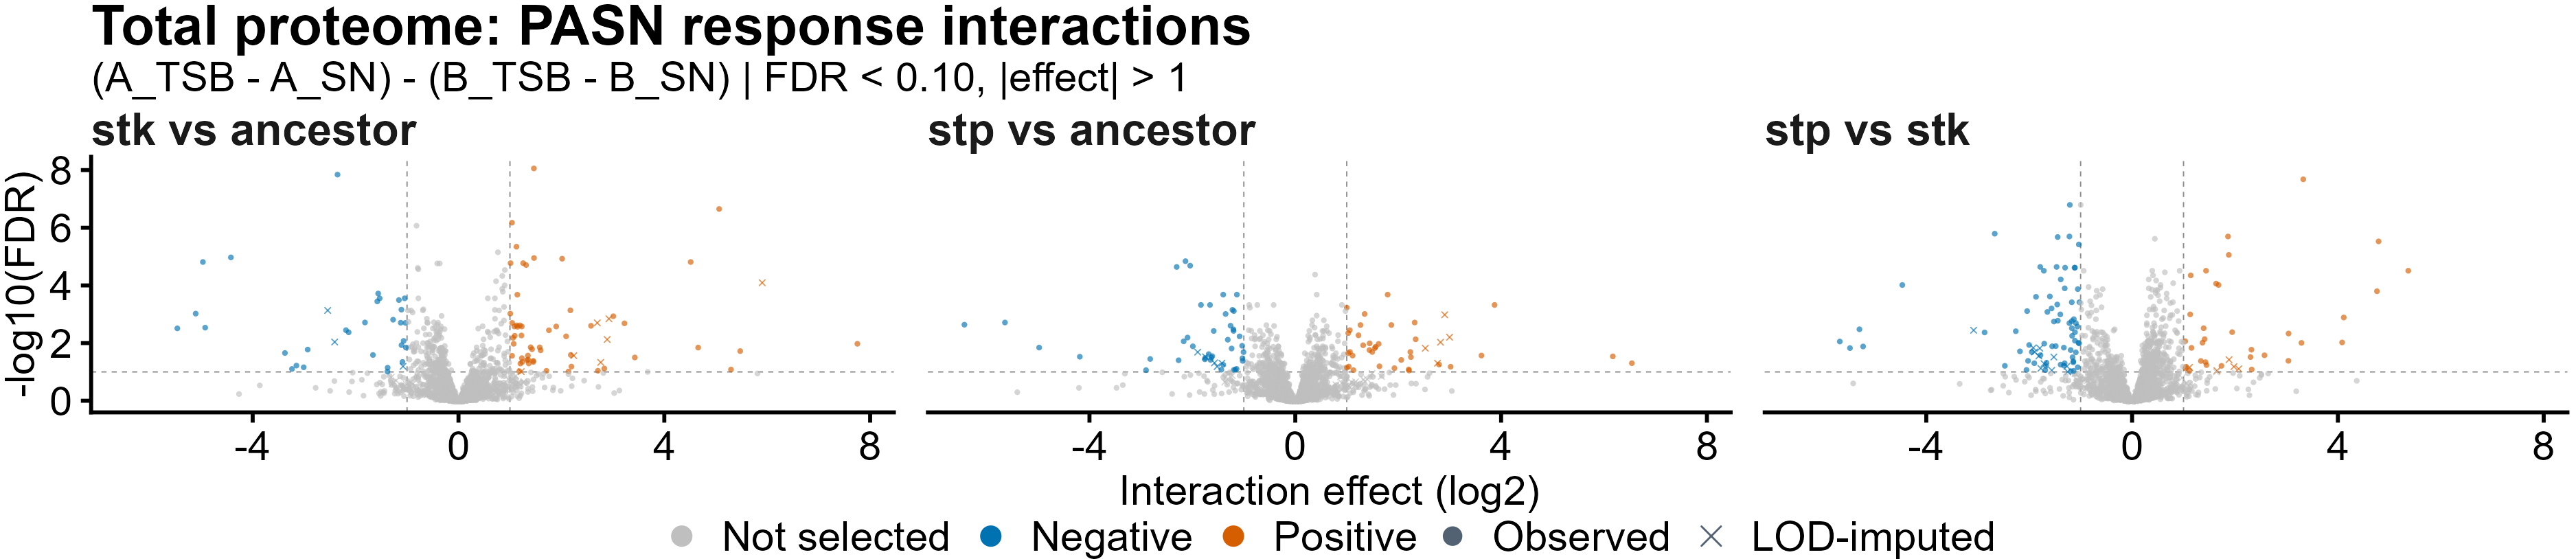 Total proteome: PASN response interactions
(A_TSB - A_SN) - (B_TSB - B_SN) | FDR < 0.10, |effect| > 1
stk vs ancestor
stp vs ancestor
stp vs stk
-log10(FDR)
8
6
4
2
0
-4 0 4 8
-4 0 4 8
-4 0 4 8
Interaction effect (log2)
Not selected Negative Positive Observed LOD-imputed